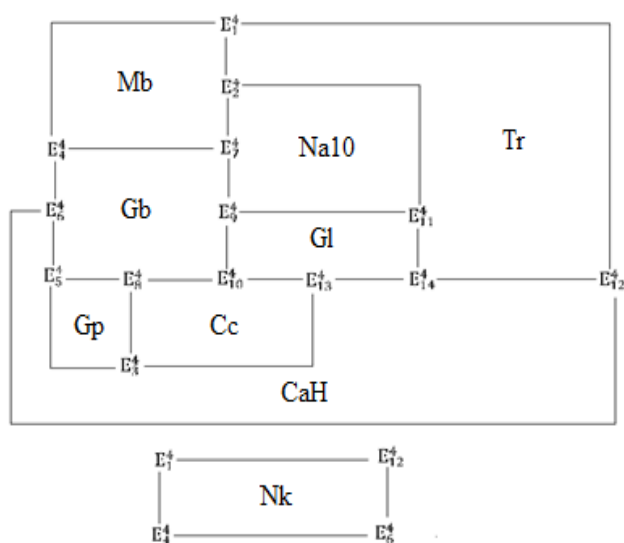 E₁⁴
Mb
E₂⁴
Na10
Tr
E₄⁴
E₇⁴
E₆⁴
Gb
E₉⁴
E₁₁⁴
Gl
E₅⁴
E₈⁴
E₁₀⁴
E₁₃⁴
E₁₄⁴
E₁₂⁴
Gp
Cc
E₃⁴
CaH
E₁⁴
E₁₂⁴
Nk
E₄⁴
E₆⁴